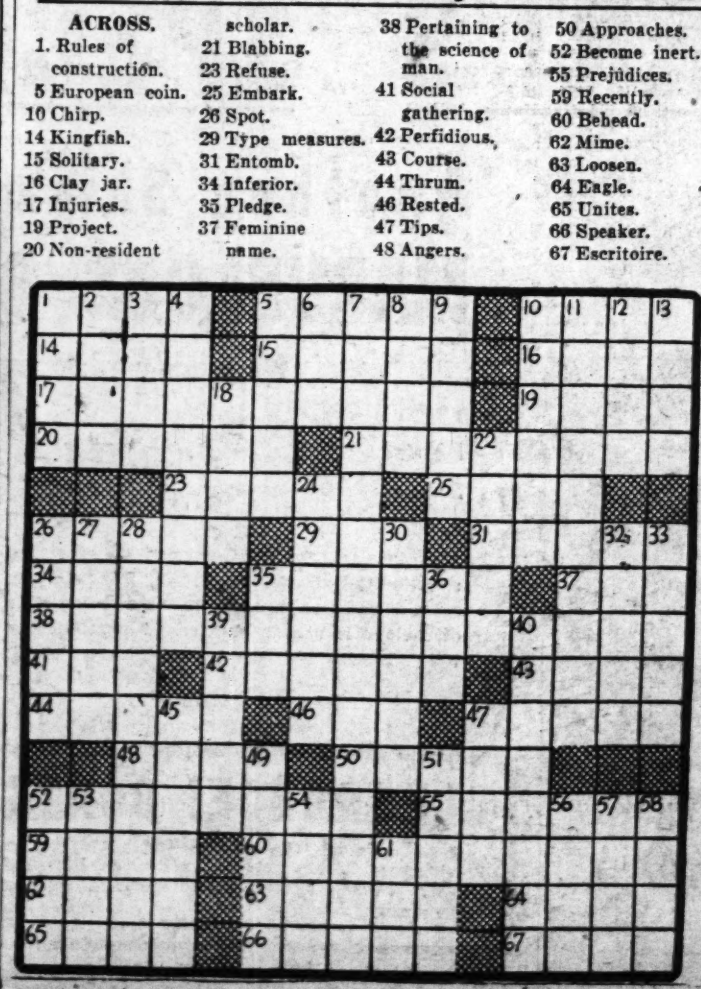 ACROSS.
1. Rules of
construction.
5 European coin.
10 Chirp.
14 Kingfish.
15 Solitary.
16 Clay jar.
17 Injuries.
19 Project.
20 Non-resident
scholar.
21 Blabbing.
23 Refuse.
25 Embark.
26 Spot.
29 Type measures.
31 Entomb.
34 Inferior.
35 Pledge.
37 Feminine
name.
38 Pertaining to
the science of
man.
41 Social
gathering.
42 Perfidious.
43 Course.
44 Thrum.
46 Rested.
47 Tips.
48 Angers.
50 Approaches.
52 Become inert.
55 Prejudices.
59 Recently.
60 Behead.
62 Mime.
63 Loosen.
64 Eagle.
65 Unites.
66 Speaker.
67 Escritoire.
1 2 3 4 5 6 7 8 9 10 11 12 13
14 15 16
17 18 19
20 21 22
23 24 25
26 27 28 29 30 31 32 33
34 35 36 37
38 39 40
41 42 43
44 45 46 47
48 49 50 51
52 53 54 55 56 57 58
59 60 61
62 63 64
65 66 67